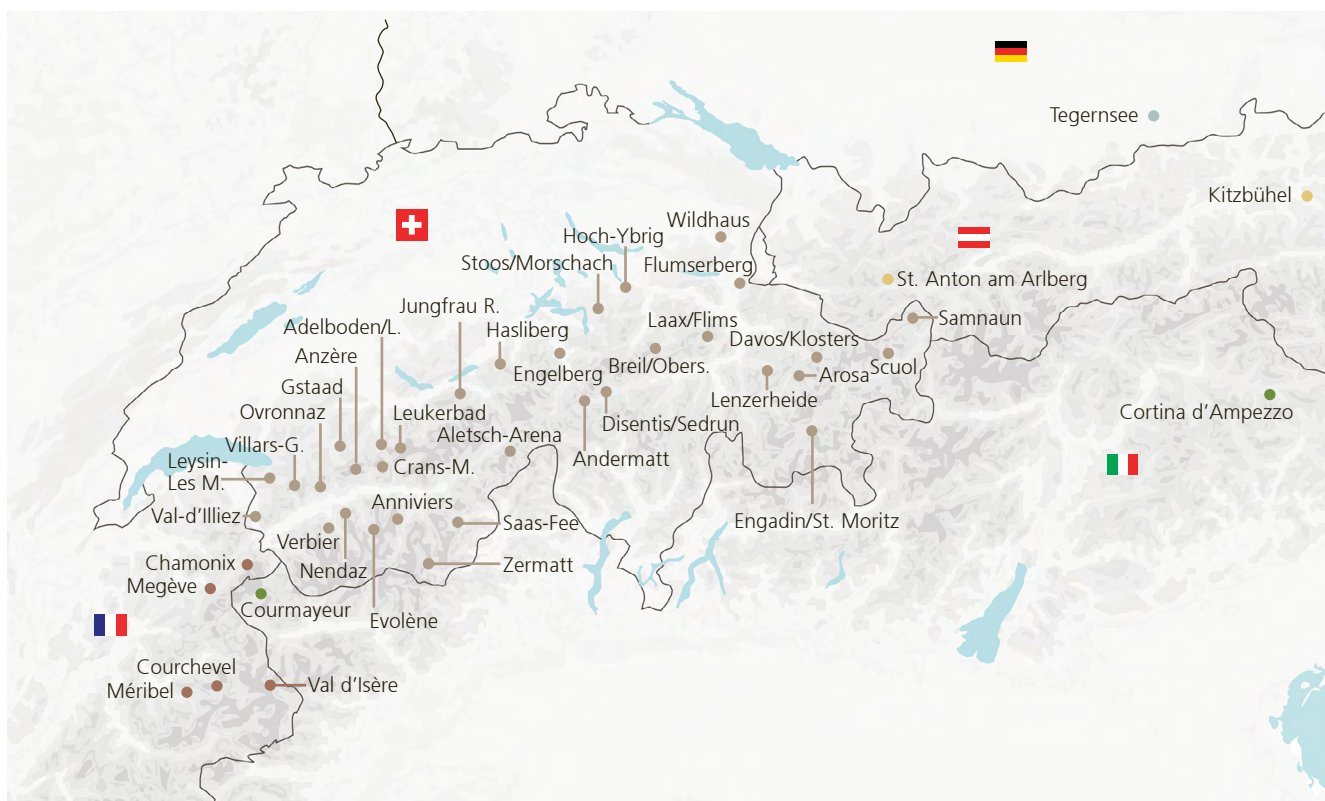 Tegernsee
Kitzbühel
Wildhaus
Hoch-Ybrig
Stoos/Morschach
Flumserberg
St. Anton am Arlberg
Jungfrau R.
Samnaun
Adelboden/L.
Hasliberg
Laax/Flims
Davos/Klosters
Anzère
Engelberg
Breil/Obers.
Arosa
Scuol
Gstaad
Lenzerheide
Ovronnaz
Leukerbad
Cortina d’Ampezzo
Disentis/Sedrun
Villars-G.
Aletsch-Arena
Leysin-
Les M.
Crans-M.
Andermatt
Anniviers
Val-d’Illiez
Saas-Fee
Engadin/St. Moritz
Verbier
Chamonix
Nendaz
Zermatt
Megève
Courmayeur
Evolène
Courchevel
Méribel
Val d’Isère